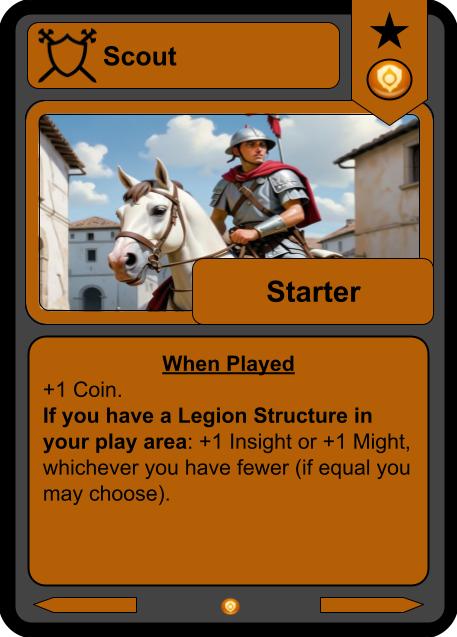 Scout
Starter
When Played
+1 Coin.
If you have a Legion Structure in
your play area: +1 Insight or +1 Might,
whichever you have fewer (if equal you
may choose).